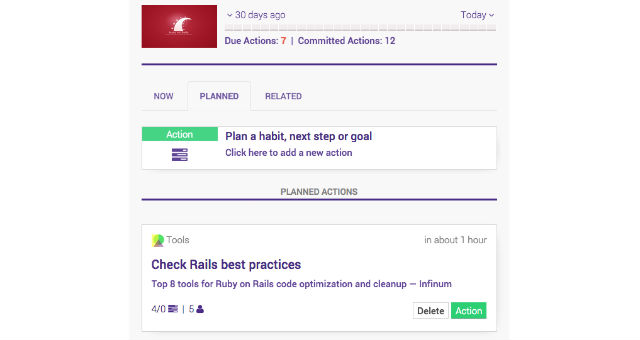 30 days ago Today
Due Actions: 7 | Committed Actions: 12
NOW PLANNED RELATED
Action
Plan a habit, next step or goal
Click here to add a new action
PLANNED ACTIONS
Tools in about 1 hour
Check Rails best practices
Top 8 tools for Ruby on Rails code optimization and cleanup — Infinum
4/0 | 5 Delete Action